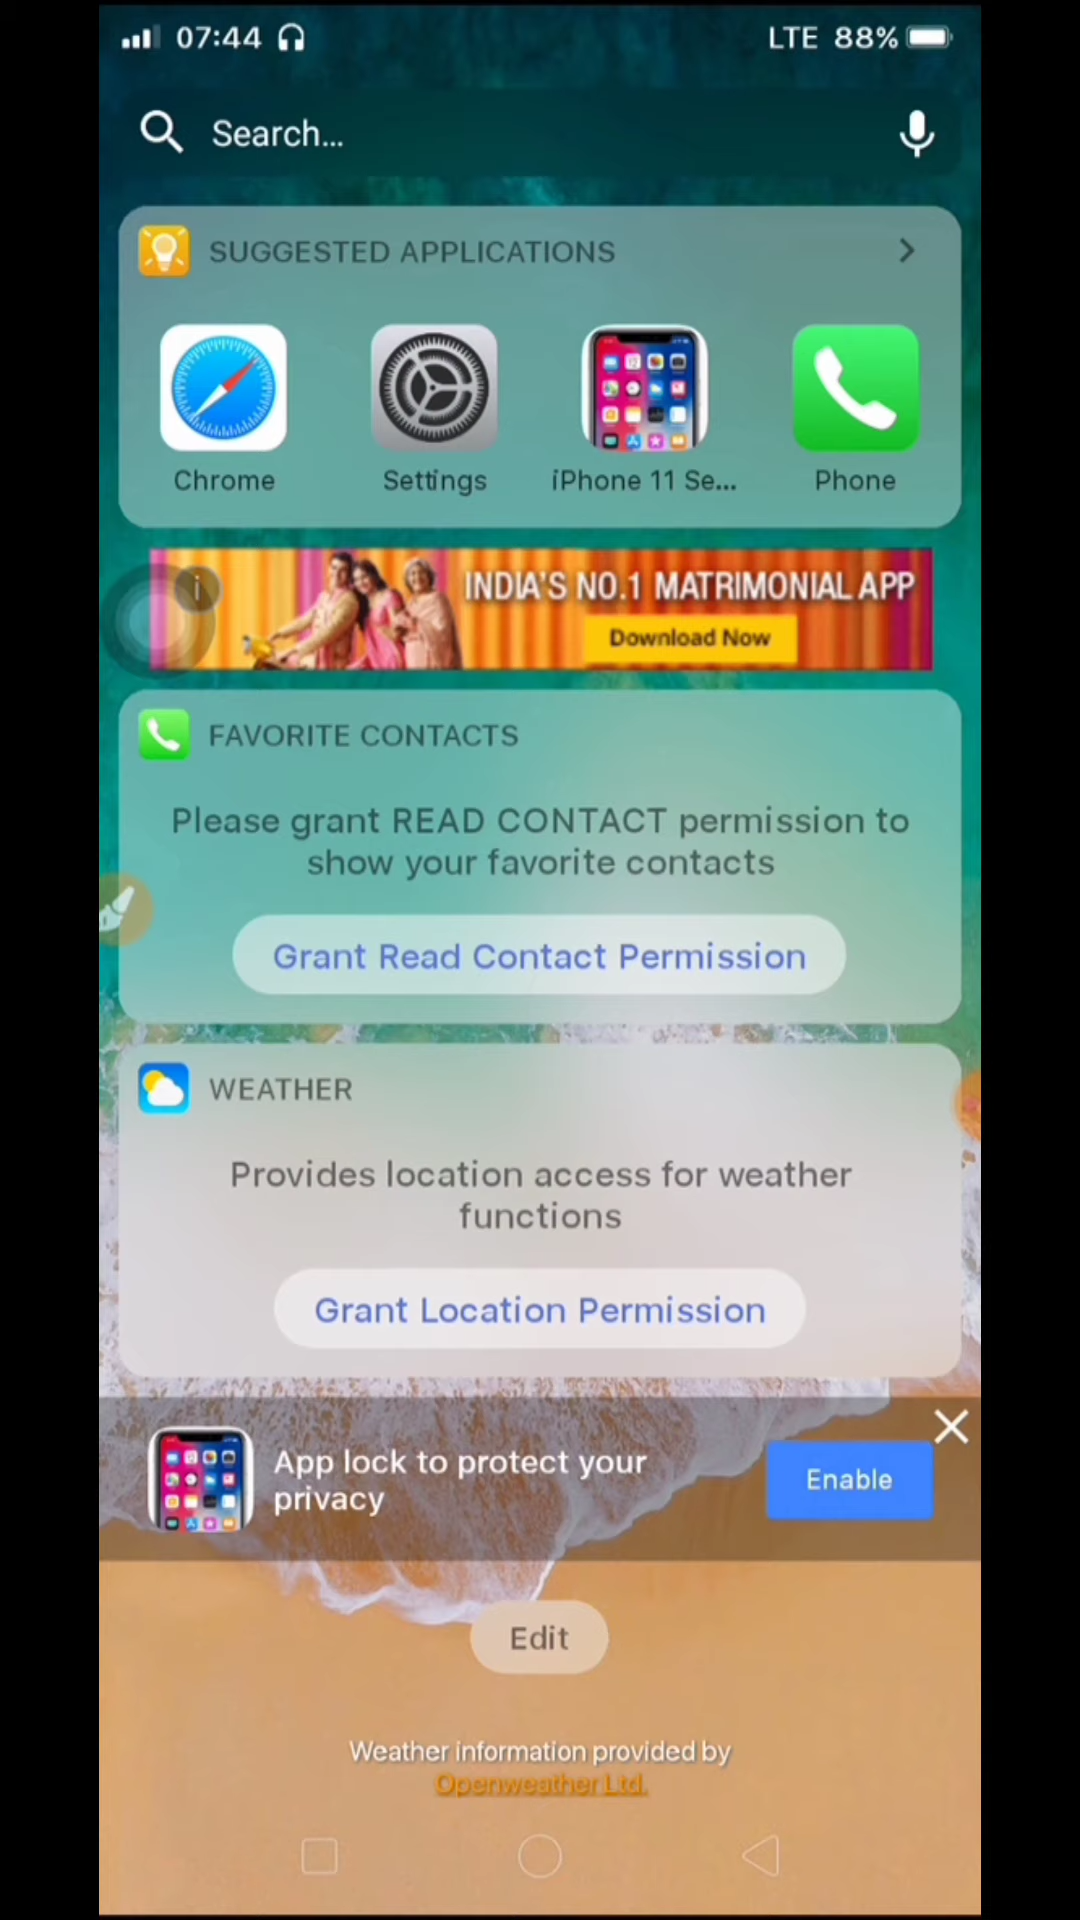 07:44
LTE 88%
Search...
SUGGESTED APPLICATIONS
Chrome
Settings
iPhone 11 Se...
Phone
i
INDIA'S NO.1 MATRIMONIAL APP
Download Now
FAVORITE CONTACTS
Please grant READ CONTACT permission to
show your favorite contacts
Grant Read Contact Permission
WEATHER
Provides location access for weather
functions
Grant Location Permission
App lock to protect your
privacy
Enable
Edit
Weather information provided by
Openweather Ltd.